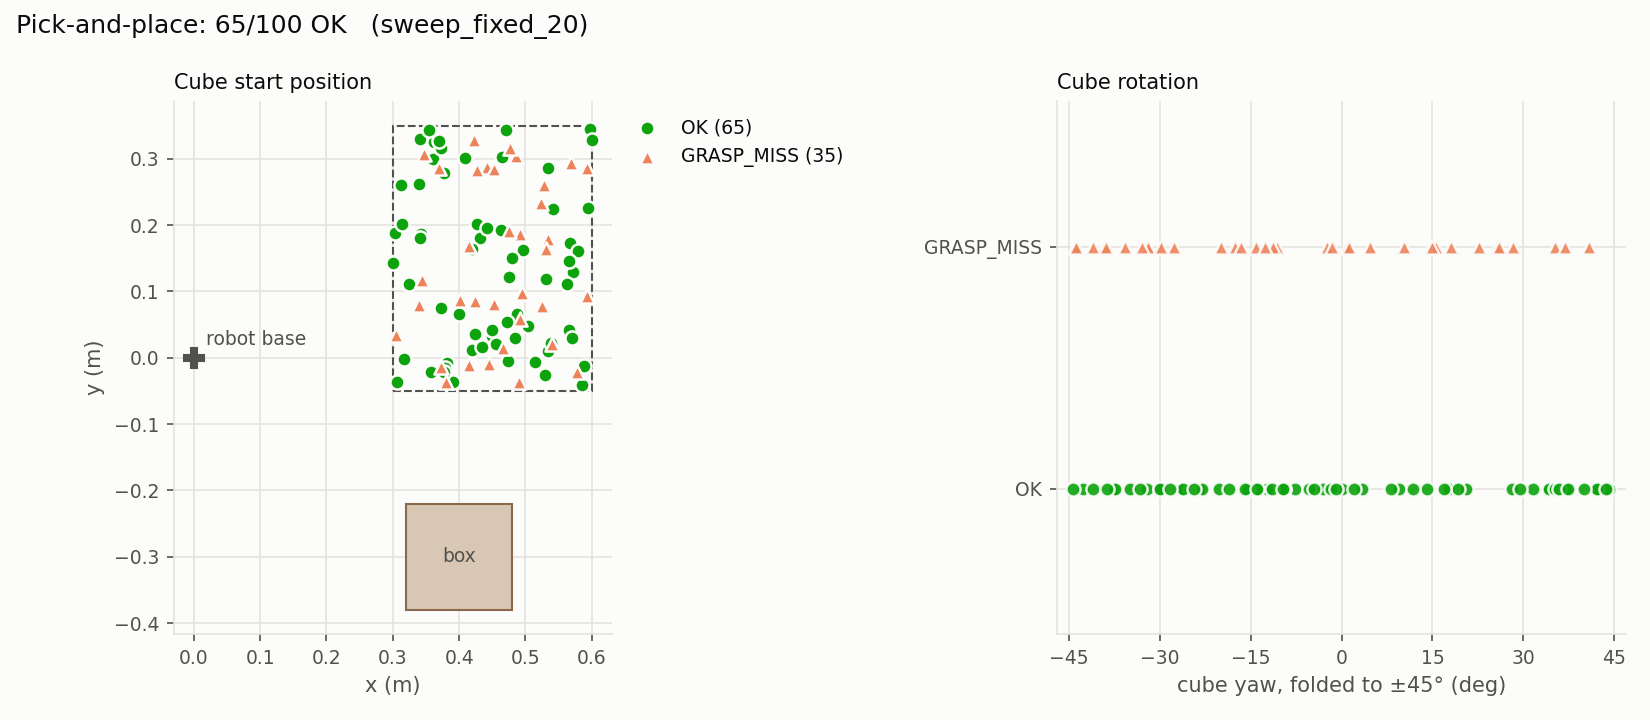 Pick-and-place: 65/100 OK   (sweep_fixed_20)
Cube start position
OK (65)
GRASP_MISS (35)
0.3
0.2
0.1
0.0
−0.1
−0.2
−0.3
−0.4
y (m)
robot base
box
0.0 0.1 0.2 0.3 0.4 0.5 0.6
x (m)
Cube rotation
GRASP_MISS
OK
−45 −30 −15 0 15 30 45
cube yaw, folded to ±45° (deg)